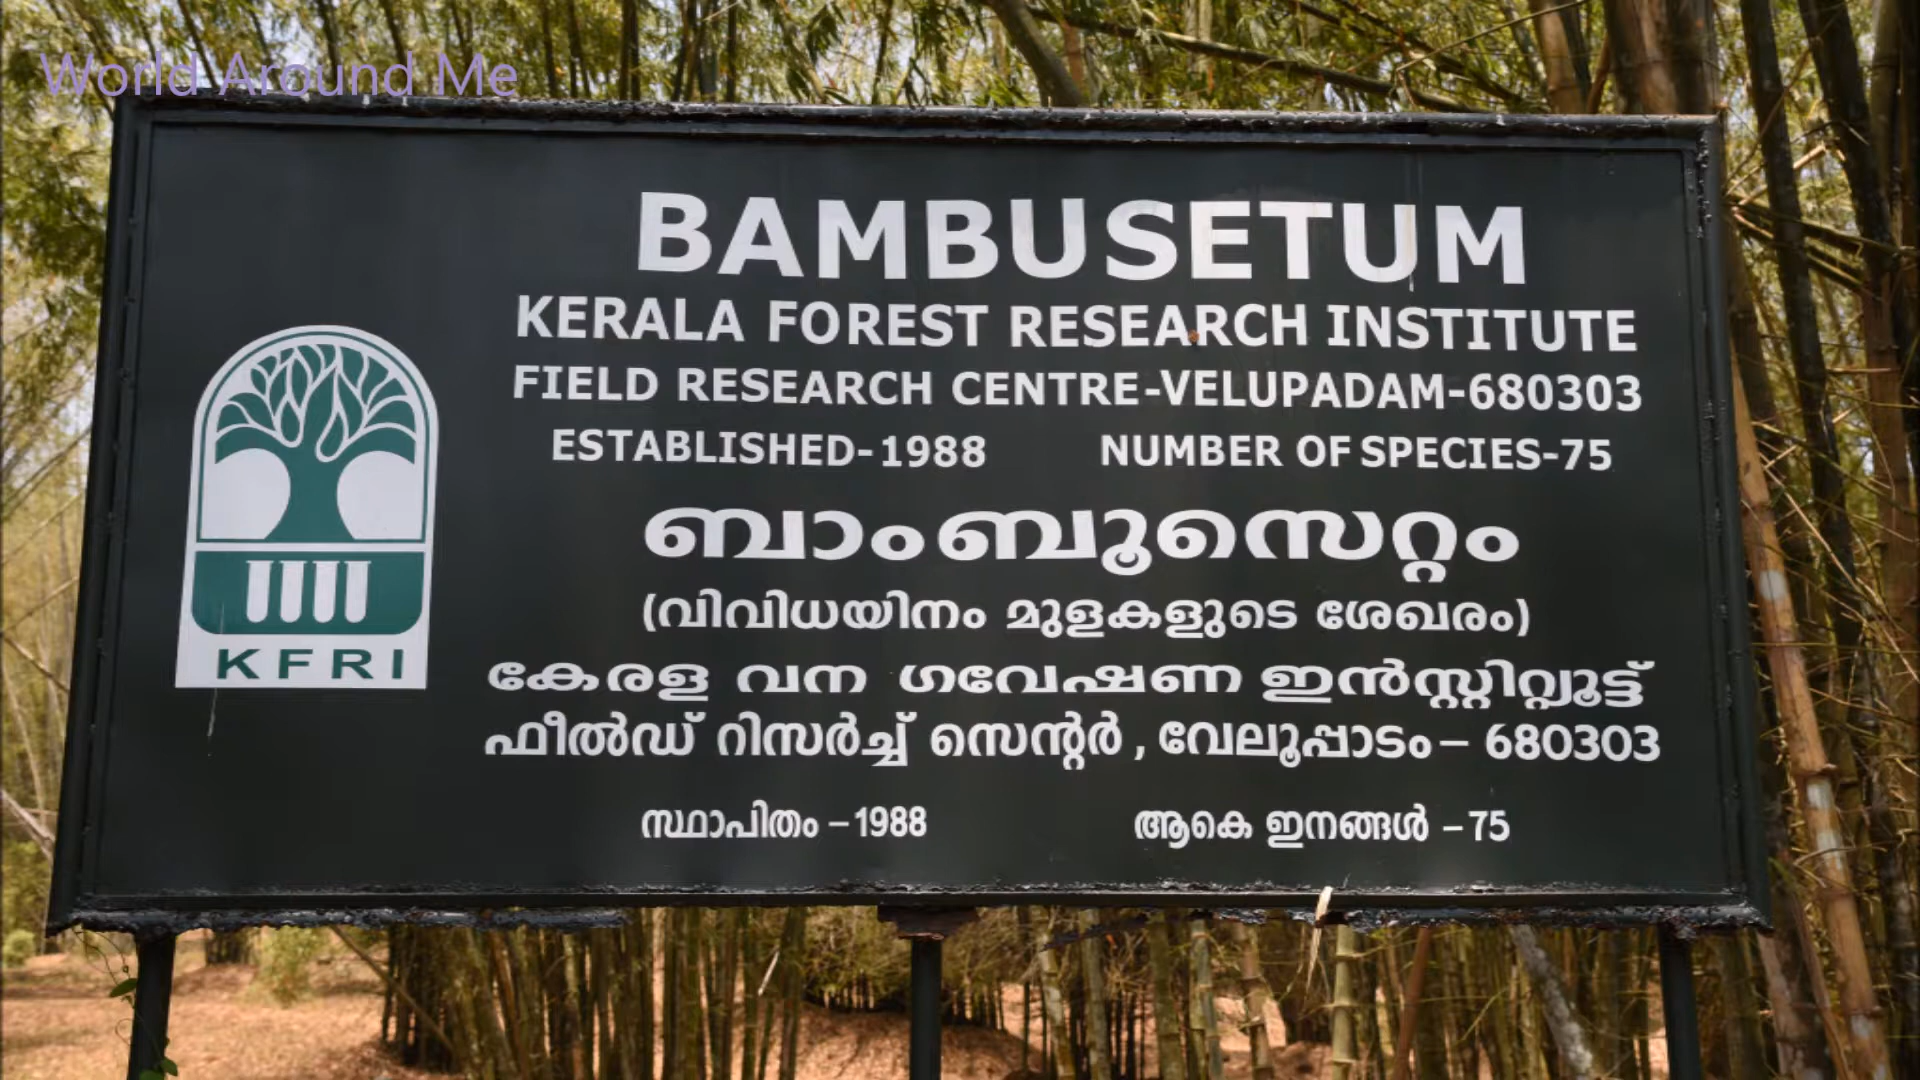 World Around Me
BAMBUSETUM
KERALA FOREST RESEARCH INSTITUTE
FIELD RESEARCH CENTRE-VELUPADAM-680303
ESTABLISHED-1988 NUMBER OF SPECIES-75
ബാംബൂസെറ്റം
(വിവിധയിനം മുളകളുടെ ശേഖരം)
കേരള വന ഗവേഷണ ഇൻസ്റ്റിറ്റ്യൂട്ട്
ഫീൽഡ് റിസർച്ച് സെന്റർ, വേലൂപ്പാടം – 680303
സ്ഥാപിതം – 1988 ആകെ ഇനങ്ങൾ – 75
KFRI